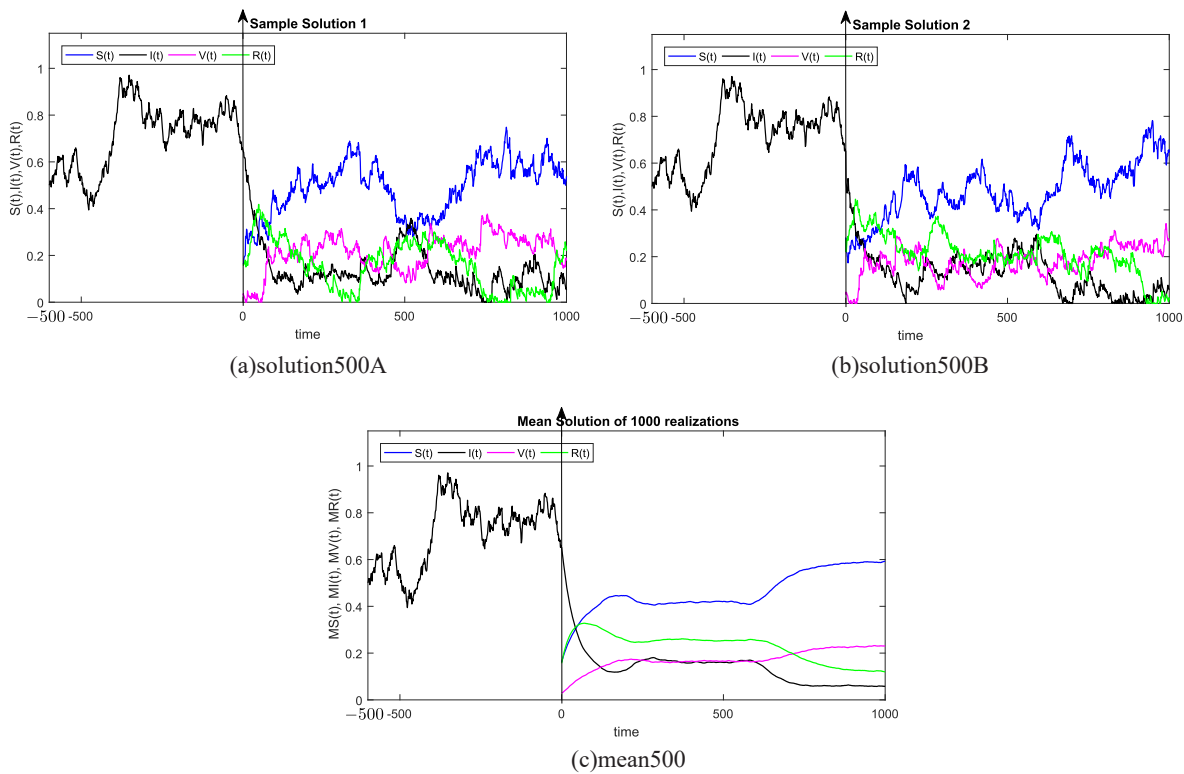 Sample Solution 1
S(t) I(t) V(t) R(t)
S(t),I(t),V(t),R(t)
1
0.8
0.6
0.4
0.2
0
−500 -500 0 500 1000
time
(a)solution500A
Sample Solution 2
S(t) I(t) V(t) R(t)
S(t),I(t),V(t),R(t)
1
0.8
0.6
0.4
0.2
0
−500 -500 0 500 1000
time
(b)solution500B
Mean Solution of 1000 realizations
S(t) I(t) V(t) R(t)
MS(t), MI(t), MV(t), MR(t)
1
0.8
0.6
0.4
0.2
0
−500 -500 0 500 1000
time
(c)mean500